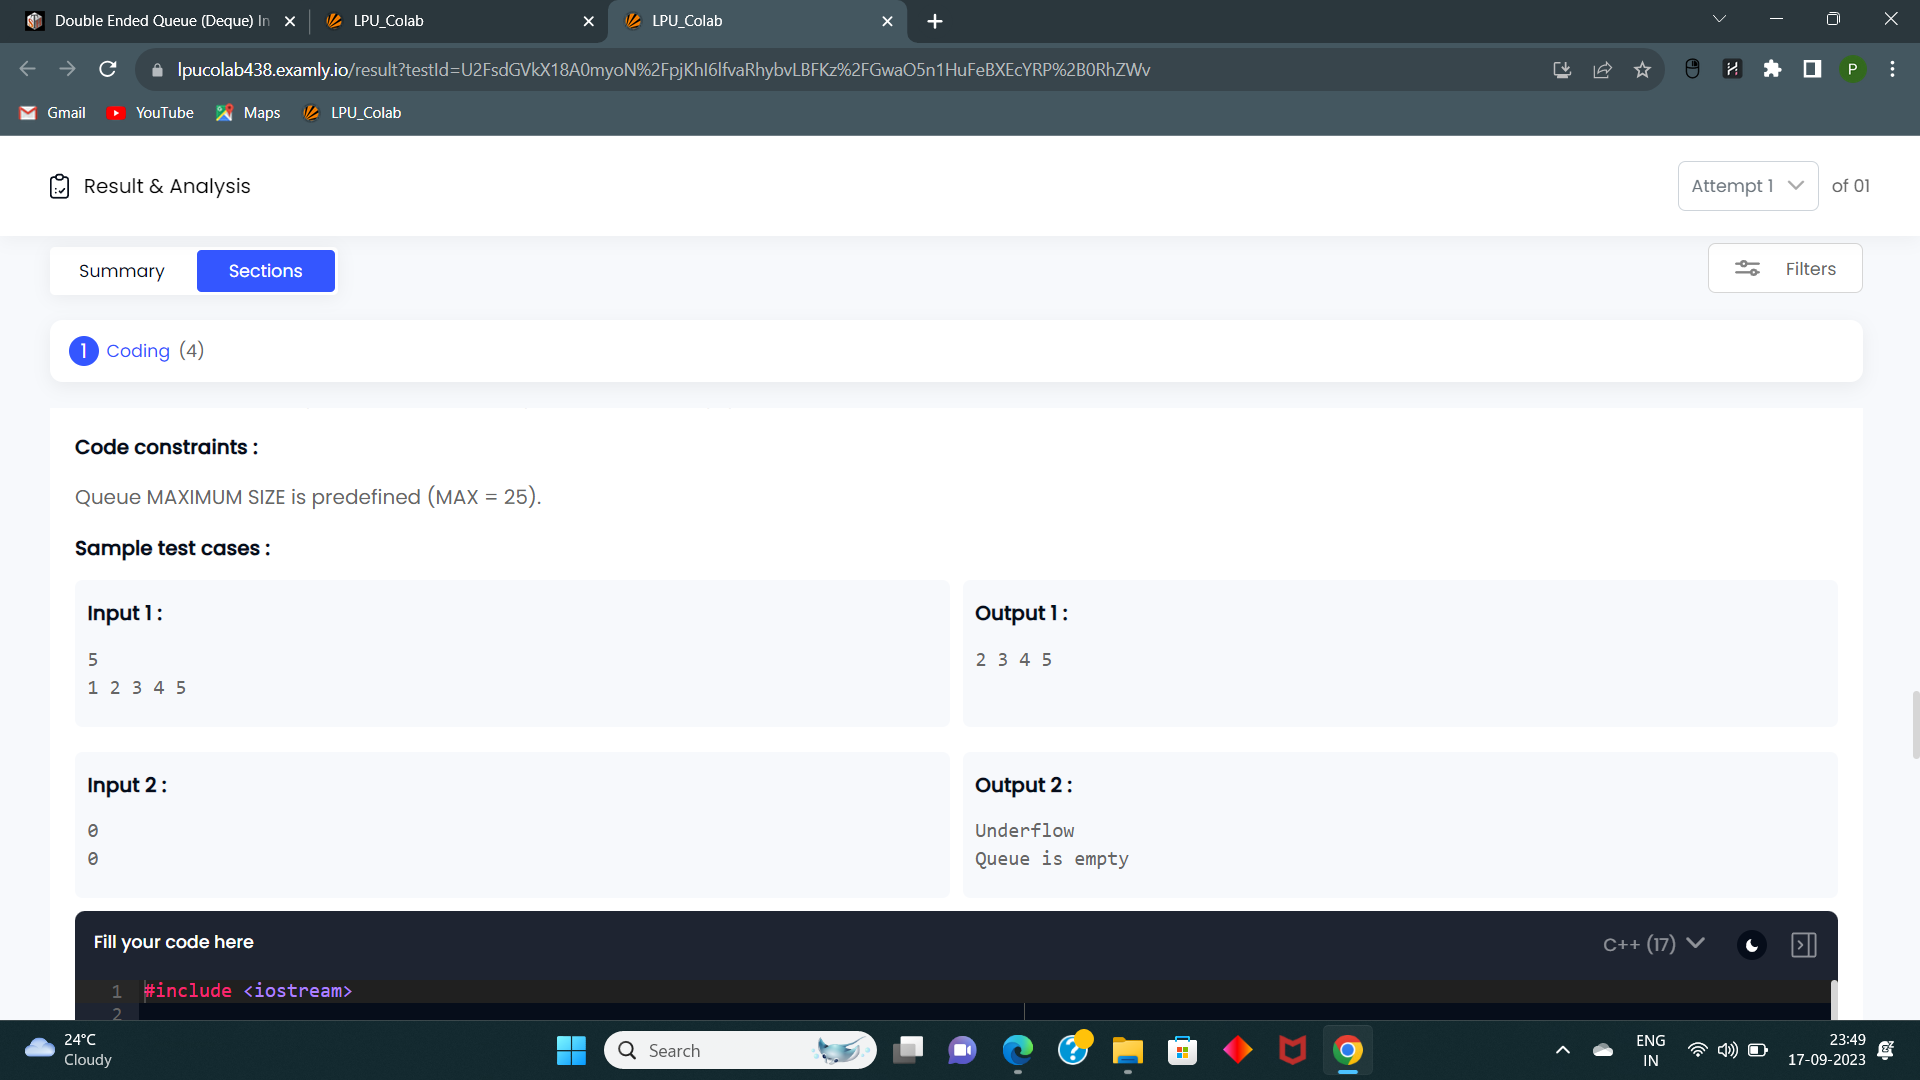 Double Ended Queue (Deque) In
LPU_Colab
LPU_Colab
lpucolab438.examly.io/result?testId=U2FsdGVkX18A0myoN%2FpjKhI6lfvaRhybvLBFKz%2FGwaO5n1HuFeBXEcYRP%2B0RhZWv
P
Gmail
YouTube
Maps
LPU_Colab
Result & Analysis
Attempt 1
of 01
Summary
Sections
Filters
1 Coding (4)
Code constraints :
Queue MAXIMUM SIZE is predefined (MAX = 25).
Sample test cases :
Input 1 :
5
1 2 3 4 5
Output 1 :
2 3 4 5
Input 2 :
0
0
Output 2 :
Underflow
Queue is empty
Fill your code here
C++ (17)
1 #include <iostream>
2
24°C
Cloudy
Search
ENG
IN
23:49
17-09-2023